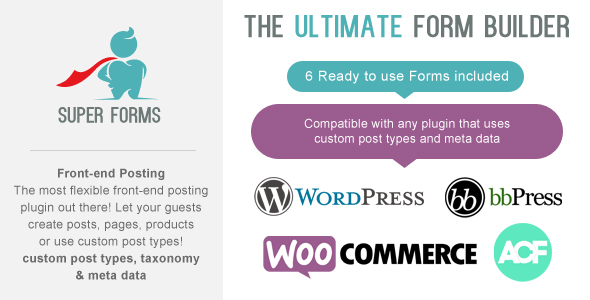 SUPER FORMS
Front-end Posting
The most flexible front-end posting
plugin out there! Let your guests
create posts, pages, products
or use custom post types!
custom post types, taxonomy
& meta data
THE ULTIMATE FORM BUILDER
6 Ready to use Forms included
Compatible with any plugin that uses
custom post types and meta data
W WORDPRESS
bb bbPress
WOO COMMERCE
ACF